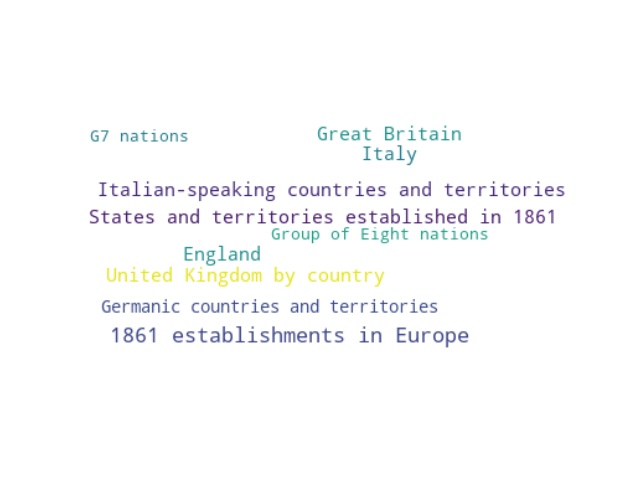 G7 nations
Great Britain
Italy
Italian-speaking countries and territories
States and territories established in 1861
Group of Eight nations
England
United Kingdom by country
Germanic countries and territories
1861 establishments in Europe